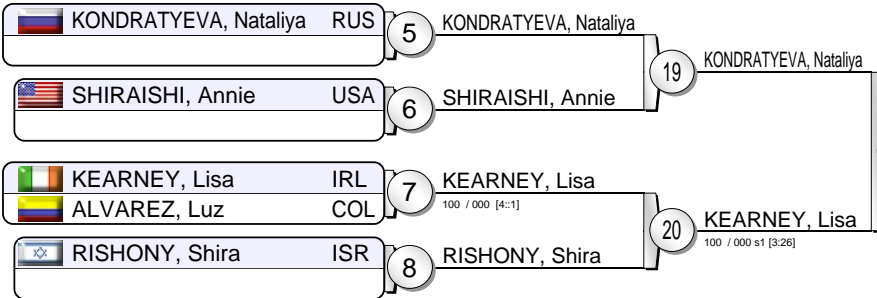 KONDRATYEVA, Nataliya RUS
5
KONDRATYEVA, Nataliya
19
KONDRATYEVA, Nataliya
SHIRAISHI, Annie USA
6
SHIRAISHI, Annie
KEARNEY, Lisa IRL
ALVAREZ, Luz COL
7
KEARNEY, Lisa
100 / 000 [4::1]
20
KEARNEY, Lisa
100 / 000 s1 [3:26]
RISHONY, Shira ISR
8
RISHONY, Shira